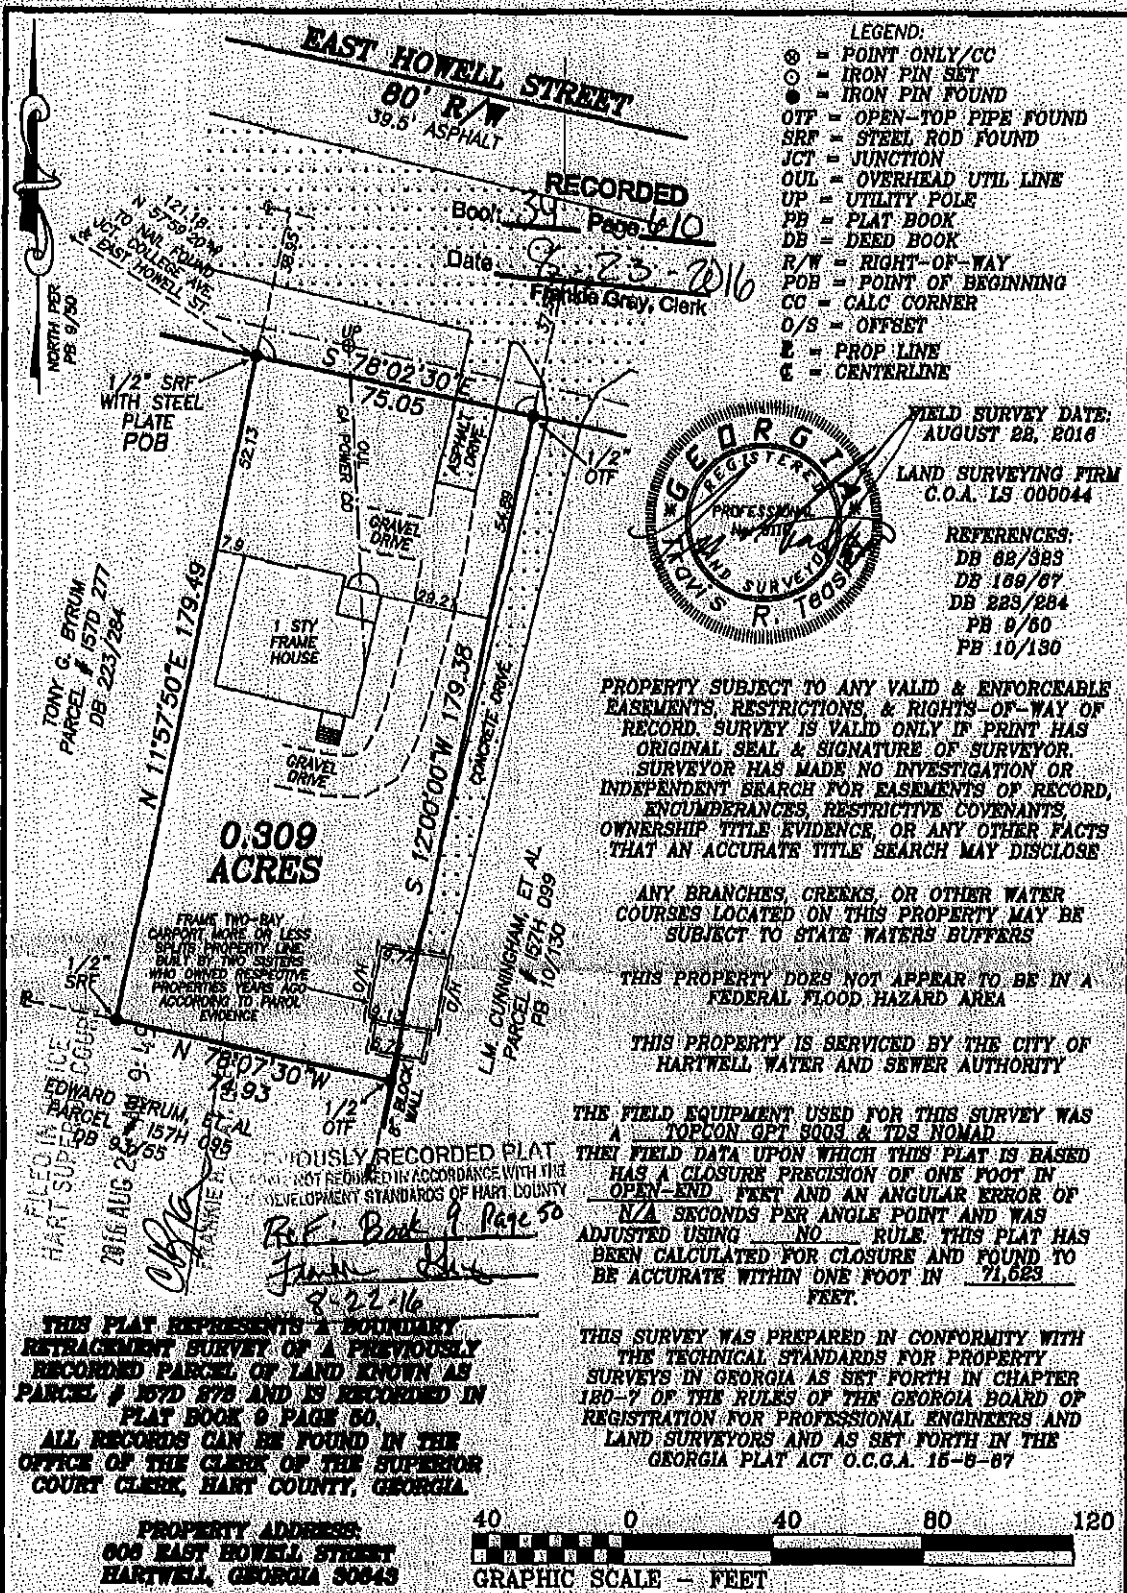 EAST HOWELL STREET
80' R/W
39.5' ASPHALT
RECORDED
Book 39 Page 610
Date 8-23-2016
Frankie Gray, Clerk
LEGEND:
= POINT ONLY/CC
= IRON PIN SET
= IRON PIN FOUND
OTF = OPEN-TOP PIPE FOUND
SRF = STEEL ROD FOUND
JCT = JUNCTION
OUL = OVERHEAD UTIL LINE
UP = UTILITY POLE
PB = PLAT BOOK
DB = DEED BOOK
R/W = RIGHT-OF-WAY
POB = POINT OF BEGINNING
CC = CALC CORNER
O/S = OFFSET
= PROP LINE
= CENTERLINE
NORTH PER
PB 9/50
121.18
N 57°59'20"W
TO NAIL FOUND
JCT. COLLEGE AVE.
& EAST HOWELL ST.
UP
S 78°02'30"E
75.05
1/2" SRF
WITH STEEL
PLATE
POB
1/2"
OTF
52.13
OUL
GA POWER CO
ASPHALT
DRIVE
54.89
GRAVEL
DRIVE
7.9
29.2
1 STY
FRAME
HOUSE
TONY G. BYRUM
PARCEL # 157D 277
DB 223/284
N 11°57'50"E 179.49
S 12°00'00"W 179.38
CONCRETE DRIVE
GRAVEL
DRIVE
0.309
ACRES
FRAME TWO-BAY
CARPORT MORE OR LESS
SPLITS PROPERTY LINE
BUILT BY TWO SISTERS
WHO OWNED RESPECTIVE
PROPERTIES YEARS AGO
ACCORDING TO PAROL
EVIDENCE
O/H
O/H
L.M. CUNNINGHAM, ET AL
PARCEL # 157H 099
PB 10/130
1/2"
SRF
N 78°07'30"W
74.93
EDWARD BYRUM, ET AL
PARCEL # 157H 095
DB 93/55
1/2
OTF
8" BLOCK
WALL
FIELD SURVEY DATE:
AUGUST 22, 2016
LAND SURVEYING FIRM
C.O.A. LS 000044
REFERENCES:
DB 62/383
DB 169/67
DB 223/284
PB 9/50
PB 10/130
GEORGIA
REGISTERED
PROFESSIONAL
LAND SURVEYOR
TRAVIS R.
PROPERTY SUBJECT TO ANY VALID & ENFORCEABLE
EASEMENTS, RESTRICTIONS, & RIGHTS-OF-WAY OF
RECORD. SURVEY IS VALID ONLY IF PRINT HAS
ORIGINAL SEAL & SIGNATURE OF SURVEYOR.
SURVEYOR HAS MADE NO INVESTIGATION OR
INDEPENDENT SEARCH FOR EASEMENTS OF RECORD,
ENCUMBERANCES, RESTRICTIVE COVENANTS,
OWNERSHIP TITLE EVIDENCE, OR ANY OTHER FACTS
THAT AN ACCURATE TITLE SEARCH MAY DISCLOSE
ANY BRANCHES, CREEKS, OR OTHER WATER
COURSES LOCATED ON THIS PROPERTY MAY BE
SUBJECT TO STATE WATERS BUFFERS
THIS PROPERTY DOES NOT APPEAR TO BE IN A
FEDERAL FLOOD HAZARD AREA
THIS PROPERTY IS SERVICED BY THE CITY OF
HARTWELL WATER AND SEWER AUTHORITY
THE FIELD EQUIPMENT USED FOR THIS SURVEY WAS
A TOPCON GPT 3003 & TDS NOMAD
THE FIELD DATA UPON WHICH THIS PLAT IS BASED
HAS A CLOSURE PRECISION OF ONE FOOT IN
OPEN-END FEET AND AN ANGULAR ERROR OF
N/A SECONDS PER ANGLE POINT AND WAS
ADJUSTED USING NO RULE. THIS PLAT HAS
BEEN CALCULATED FOR CLOSURE AND FOUND TO
BE ACCURATE WITHIN ONE FOOT IN 71,523
FEET.
THIS SURVEY WAS PREPARED IN CONFORMITY WITH
THE TECHNICAL STANDARDS FOR PROPERTY
SURVEYS IN GEORGIA AS SET FORTH IN CHAPTER
180-7 OF THE RULES OF THE GEORGIA BOARD OF
REGISTRATION FOR PROFESSIONAL ENGINEERS AND
LAND SURVEYORS AND AS SET FORTH IN THE
GEORGIA PLAT ACT O.C.G.A. 15-6-67
VIOUSLY RECORDED PLAT
NOT REQUIRED IN ACCORDANCE WITH THE
DEVELOPMENT STANDARDS OF HART COUNTY
Ref: Book 9 Page 50
8-22-16
THIS PLAT REPRESENTS A BOUNDARY
RETRACEMENT SURVEY OF A PREVIOUSLY
RECORDED PARCEL OF LAND KNOWN AS
PARCEL # 157D 278 AND IS RECORDED IN
PLAT BOOK 9 PAGE 50.
ALL RECORDS CAN BE FOUND IN THE
OFFICE OF THE CLERK OF THE SUPERIOR
COURT CLERK, HART COUNTY, GEORGIA.
PROPERTY ADDRESS:
606 EAST HOWELL STREET
HARTWELL, GEORGIA 30643
40 0 40 80 120
GRAPHIC SCALE - FEET